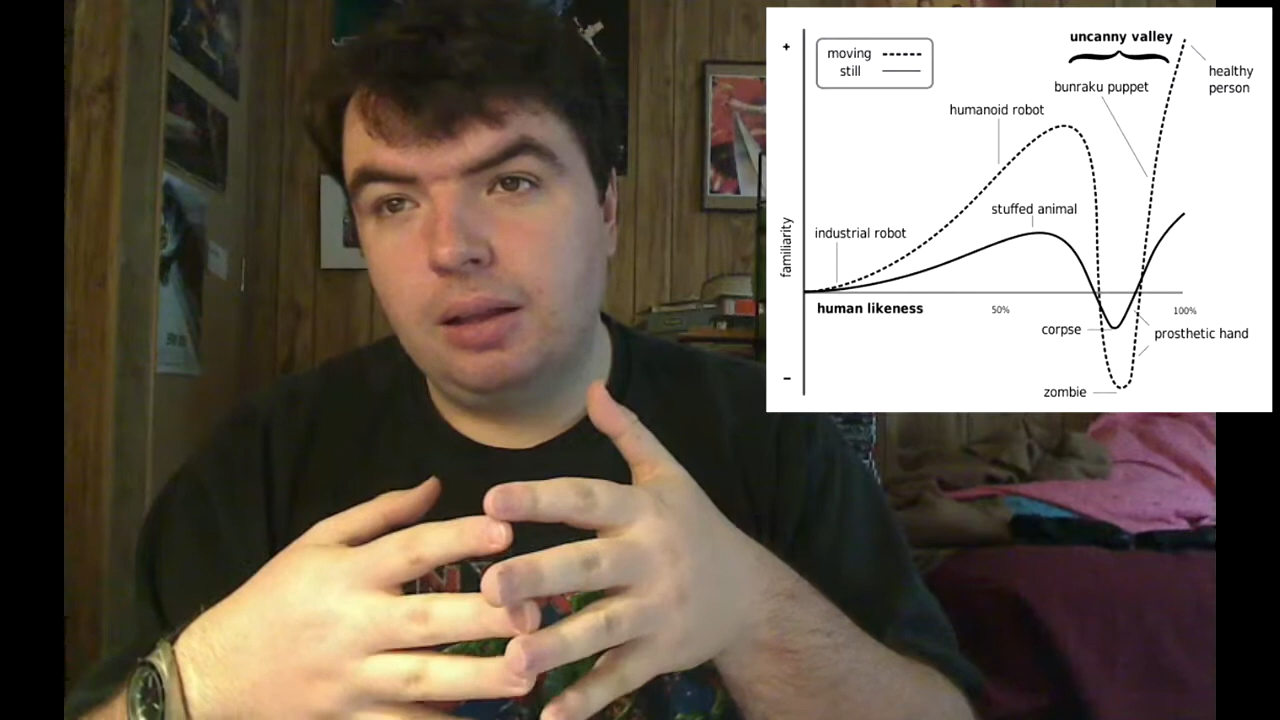 uncanny valley
+
moving
still
healthy
person
bunraku puppet
humanoid robot
stuffed animal
industrial robot
familiarity
human likeness
50%
100%
corpse
prosthetic hand
–
zombie